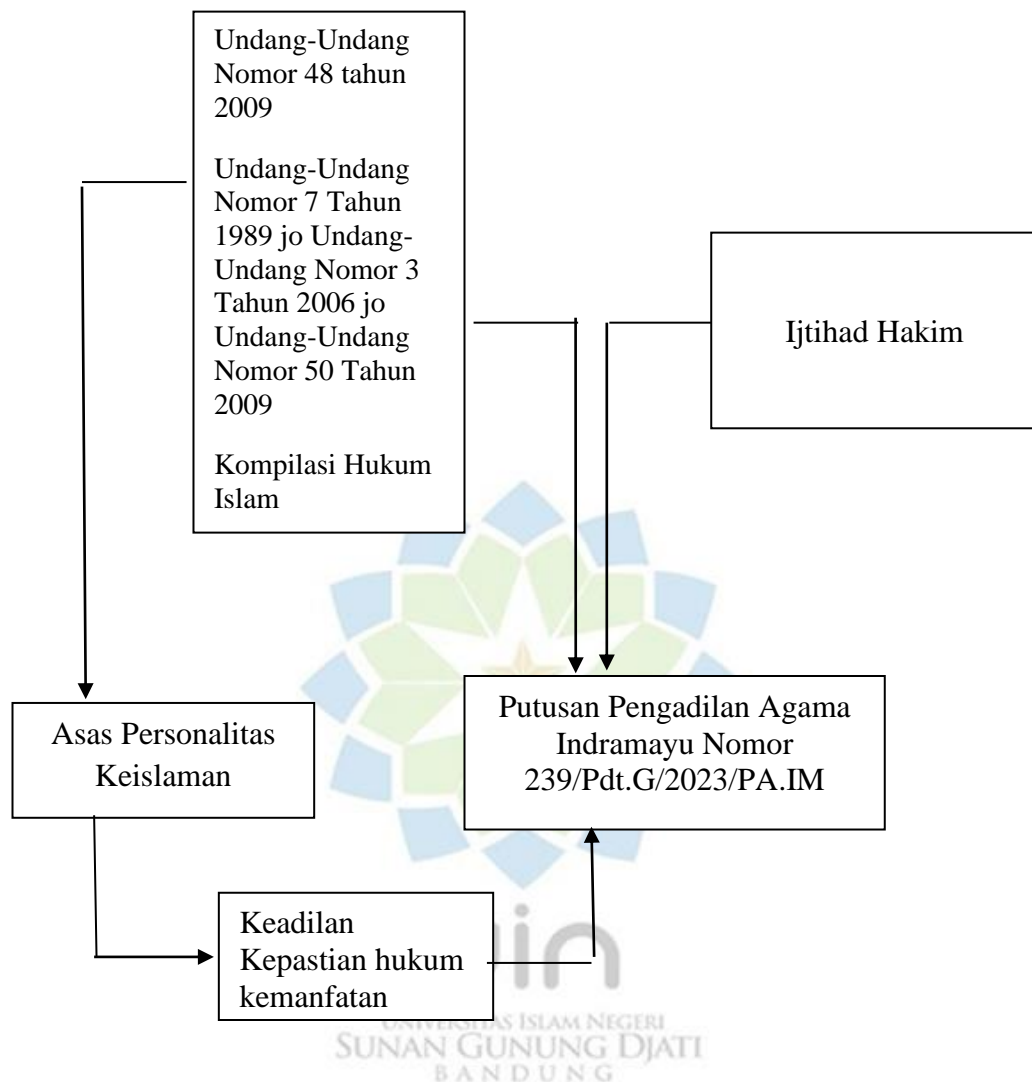 Undang-Undang
Nomor 48 tahun
2009
Undang-Undang
Nomor 7 Tahun
1989 jo Undang-
Undang Nomor 3
Tahun 2006 jo
Undang-Undang
Nomor 50 Tahun
2009
Kompilasi Hukum
Islam
Ijtihad Hakim
Asas Personalitas
Keislaman
Putusan Pengadilan Agama
Indramayu Nomor
239/Pdt.G/2023/PA.IM
Keadilan
Kepastian hukum
kemanfatan
uin
UNIVERSITAS ISLAM NEGERI
SUNAN GUNUNG DJATI
BANDUNG